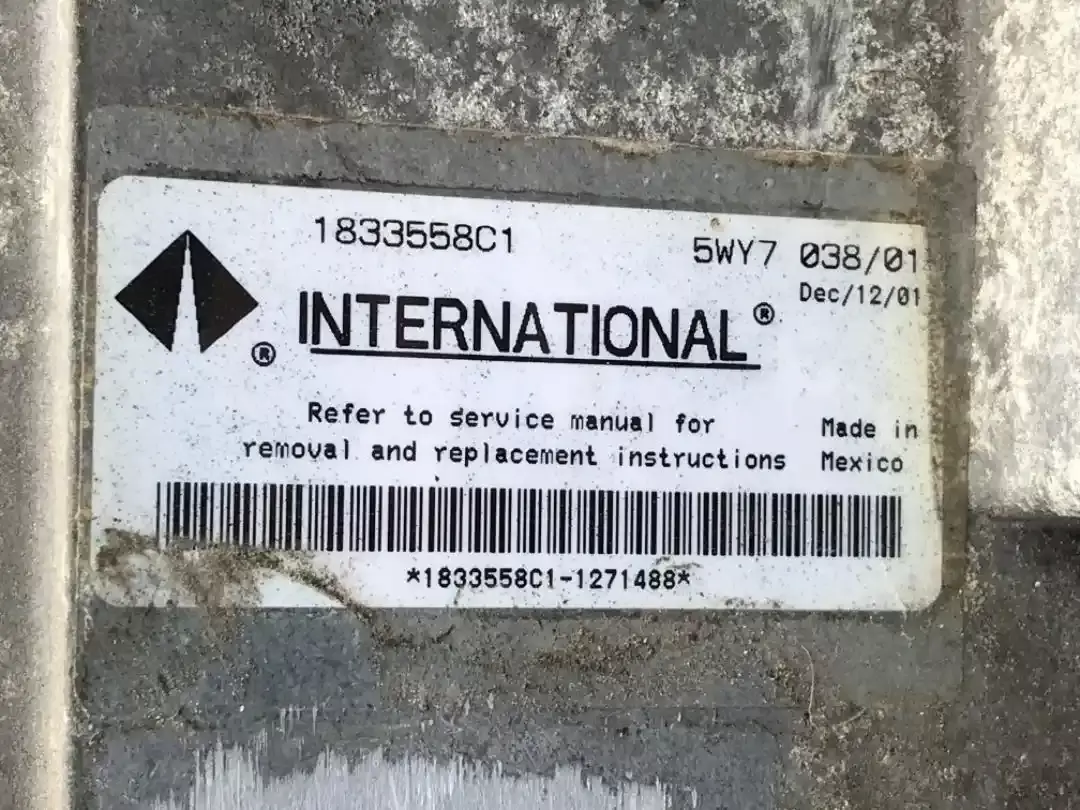 1833558C1
5WY7 038/01
Dec/12/01
®
INTERNATIONAL®
Refer to service manual for
removal and replacement instructions
Made in
Mexico
*1833558C1-1271488*